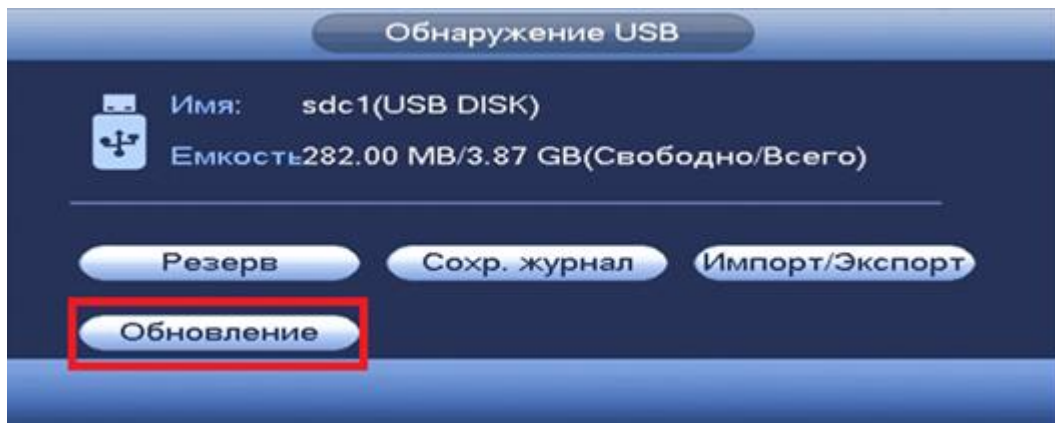 Обнаружение USB
Имя: sdc1(USB DISK)
Емкость282.00 MB/3.87 GB(Свободно/Всего)
Резерв Сохр. журнал Импорт/Экспорт
Обновление